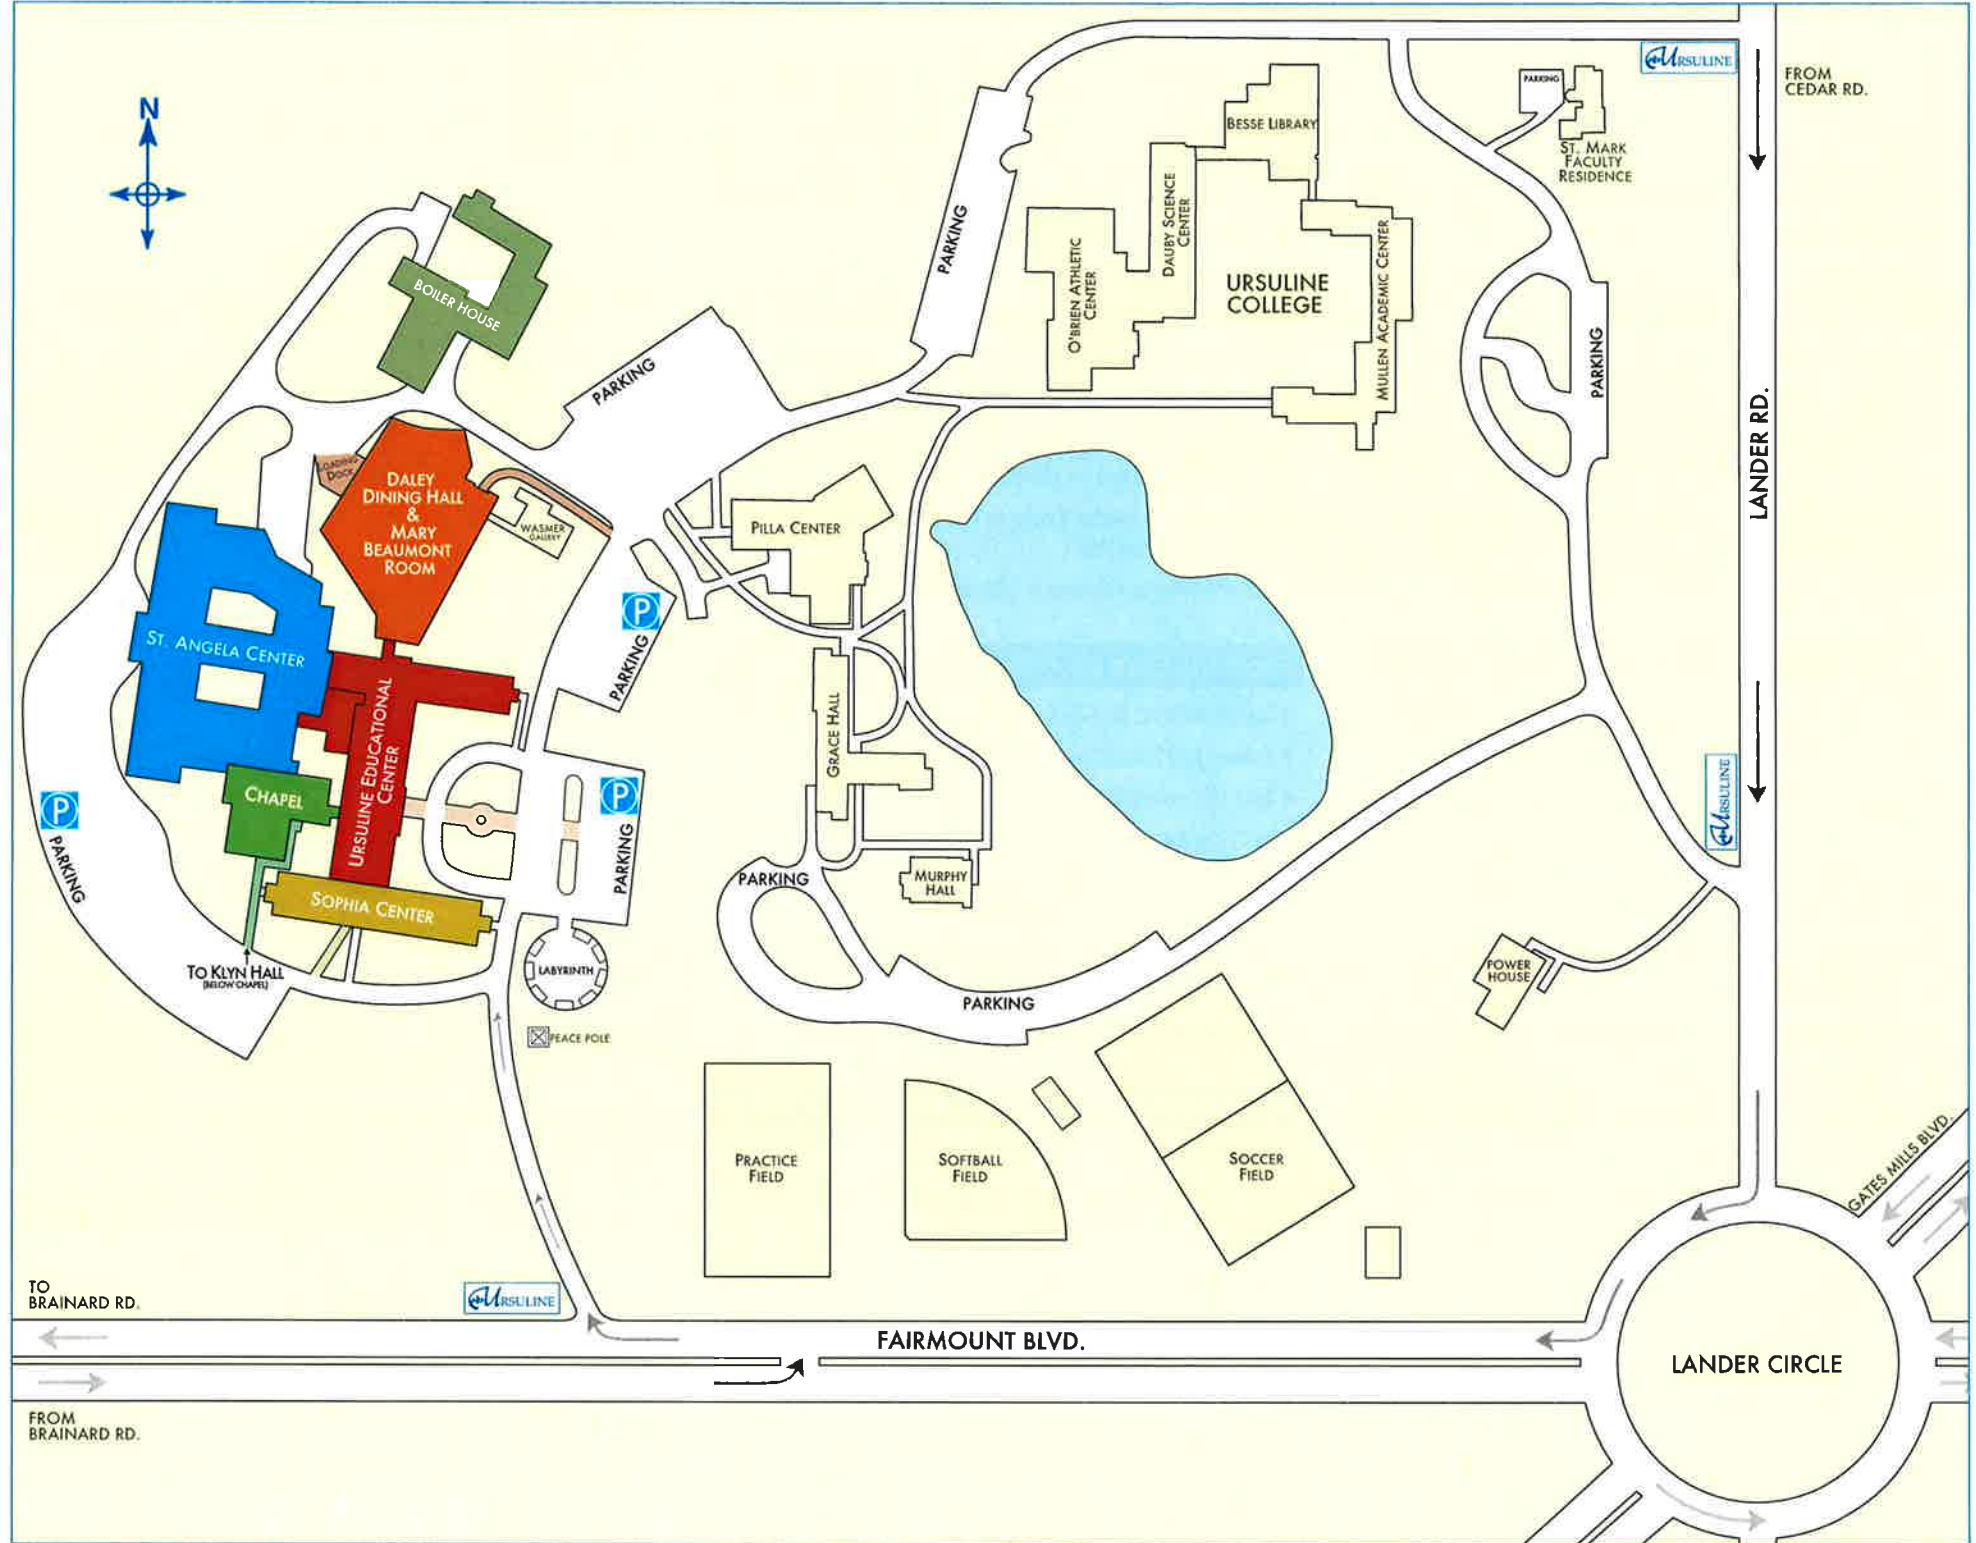 URSULINE
FROM
CEDAR RD.
PARKING
ST. MARK
FACULTY
RESIDENCE
N
BESSE LIBRARY
DAUBY SCIENCE
CENTER
O'BRIEN ATHLETIC
CENTER
URSULINE
COLLEGE
MULLEN ACADEMIC CENTER
PARKING
PARKING
LANDER RD.
BOILER HOUSE
PARKING
LOADING
DOCK
DALEY
DINING HALL
&
MARY
BEAUMONT
ROOM
WASMER
GALLERY
PILLA CENTER
P
PARKING
ST. ANGELA CENTER
URSULINE EDUCATIONAL
CENTER
GRACE HALL
CHAPEL
P
PARKING
P
PARKING
URSULINE
PARKING
MURPHY
HALL
SOPHIA CENTER
TO KLYN HALL
(BELOW CHAPEL)
LABYRINTH
PARKING
POWER
HOUSE
PEACE POLE
PRACTICE
FIELD
SOFTBALL
FIELD
SOCCER
FIELD
GATES MILLS BLVD.
TO
BRAINARD RD.
URSULINE
FAIRMOUNT BLVD.
LANDER CIRCLE
FROM
BRAINARD RD.